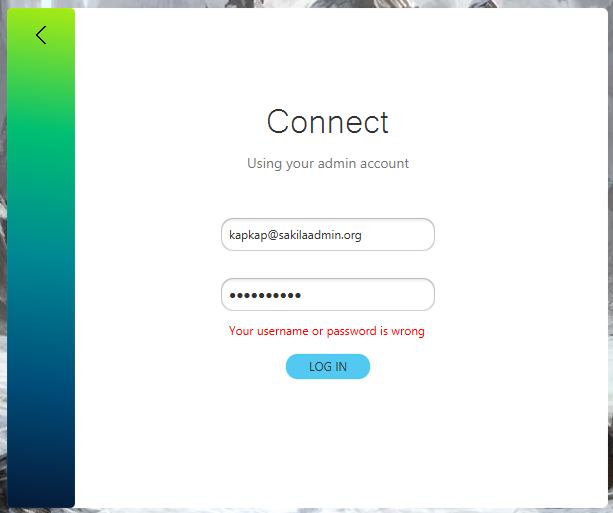 Connect
Using your admin account
kapkap@sakilaadmin.org
●●●●●●●●●●
Your username or password is wrong
LOG IN